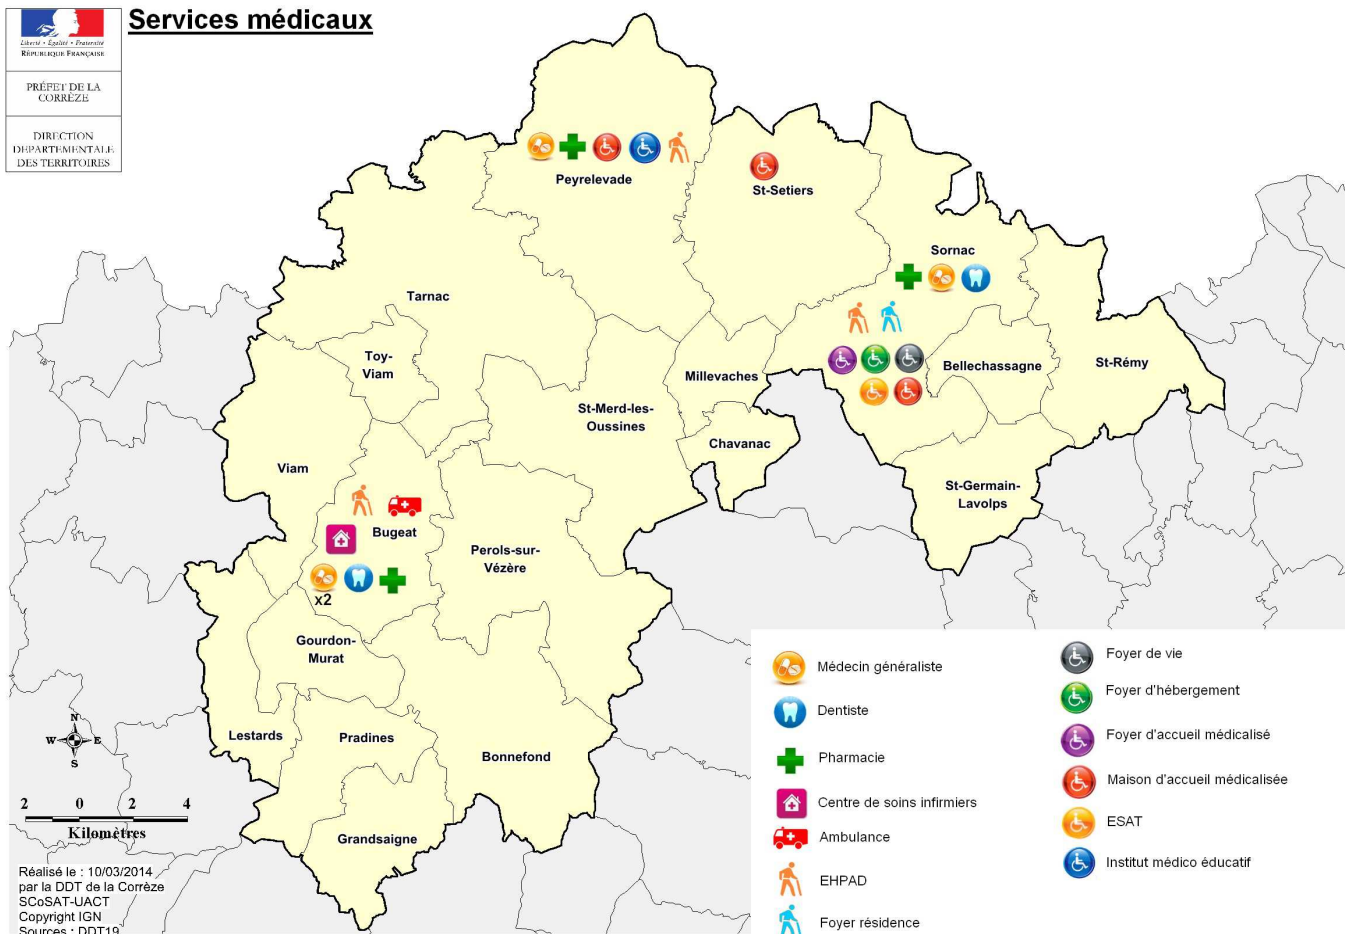 Services médicaux
Liberté • Égalité • Fraternité
RÉPUBLIQUE FRANÇAISE
PRÉFET DE LA
CORRÈZE
DIRECTION
DEPARTEMENTALE
DES TERRITOIRES
Peyrelevade
St-Setiers
Sornac
Tarnac
Toy-
Viam
Millevaches
Bellechassagne
St-Rémy
St-Merd-les-
Oussines
Chavanac
Viam
St-Germain-
Lavolps
Bugeat
Perols-sur-
Vézère
x2
Gourdon-
Murat
Lestards
Pradines
Bonnefond
Grandsaigne
N
W E
S
2 0 2 4
Kilomètres
Réalisé le : 10/03/2014
par la DDT de la Corrèze
SCoSAT-UACT
Copyright IGN
Sources : DDT19
Médecin généraliste
Dentiste
Pharmacie
Centre de soins infirmiers
Ambulance
EHPAD
Foyer résidence
Foyer de vie
Foyer d'hébergement
Foyer d'accueil médicalisé
Maison d'accueil médicalisée
ESAT
Institut médico éducatif